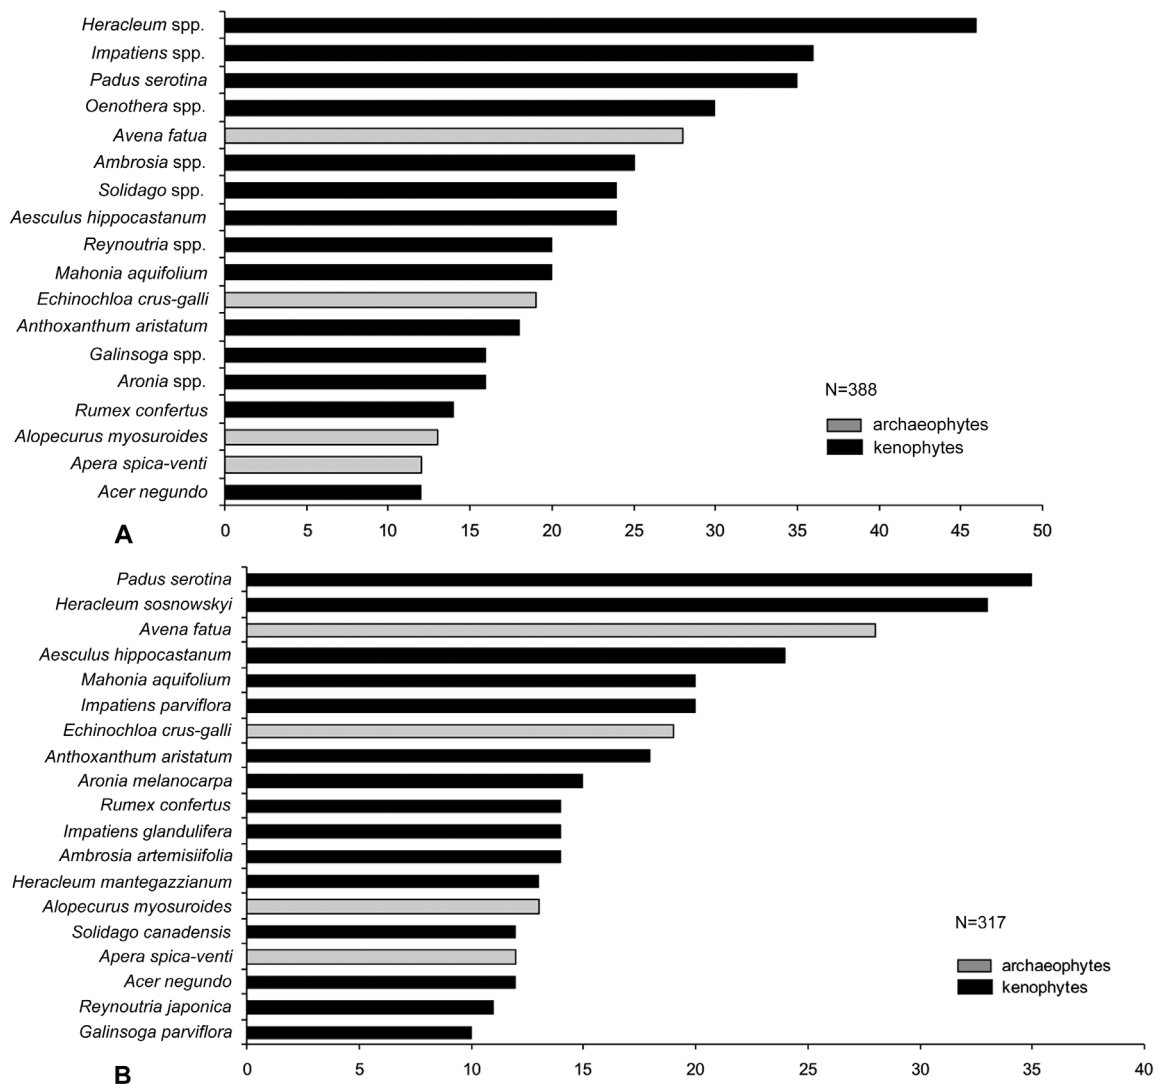 Heracleum spp.
Impatiens spp.
Padus serotina
Oenothera spp.
Avena fatua
Ambrosia spp.
Solidago spp.
Aesculus hippocastanum
Reynoutria spp.
Mahonia aquifolium
Echinochloa crus-galli
Anthoxanthum aristatum
Galinsoga spp.
Aronia spp.
Rumex confertus
Alopecurus myosuroides
Apera spica-venti
Acer negundo
N=388
archaeophytes
kenophytes
0 5 10 15 20 25 30 35 40 45 50
A
Padus serotina
Heracleum sosnowskyi
Avena fatua
Aesculus hippocastanum
Mahonia aquifolium
Impatiens parviflora
Echinochloa crus-galli
Anthoxanthum aristatum
Aronia melanocarpa
Rumex confertus
Impatiens glandulifera
Ambrosia artemisiifolia
Heracleum mantegazzianum
Alopecurus myosuroides
Solidago canadensis
Apera spica-venti
Acer negundo
Reynoutria japonica
Galinsoga parviflora
N=317
archaeophytes
kenophytes
0 5 10 15 20 25 30 35 40
B